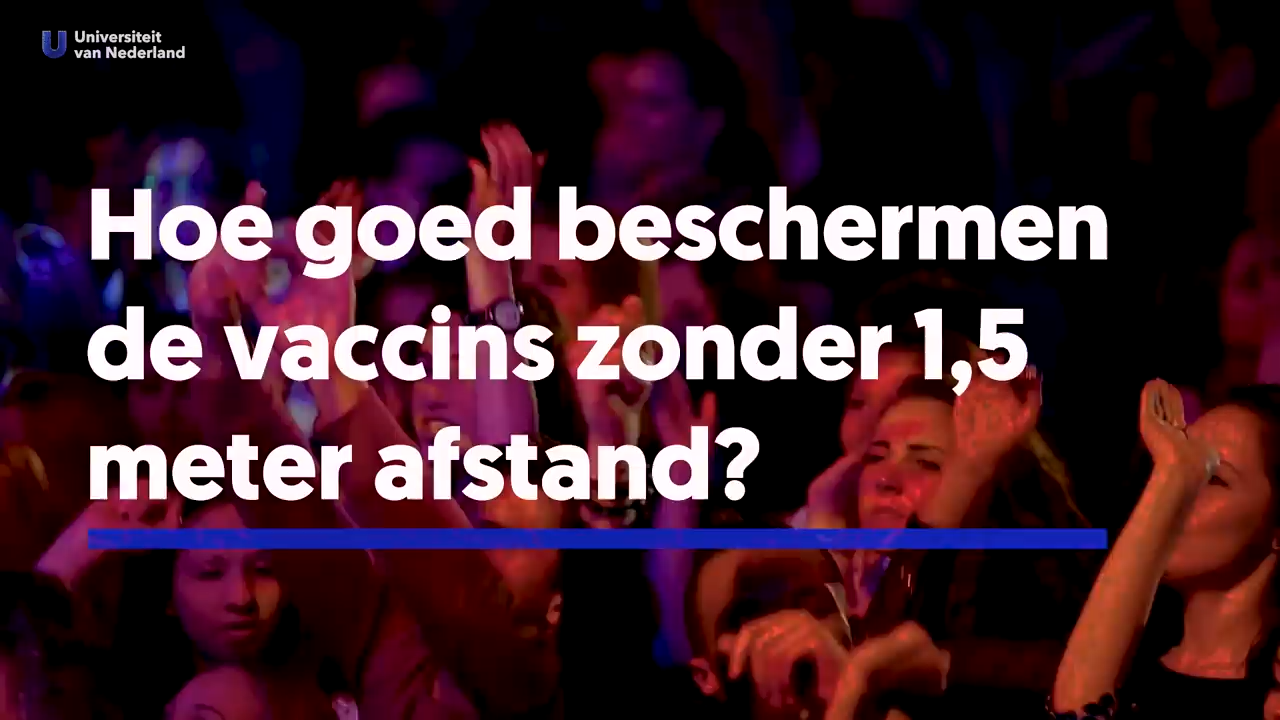 Universiteit
van Nederland
Hoe goed beschermen
de vaccins zonder 1,5
meter afstand?